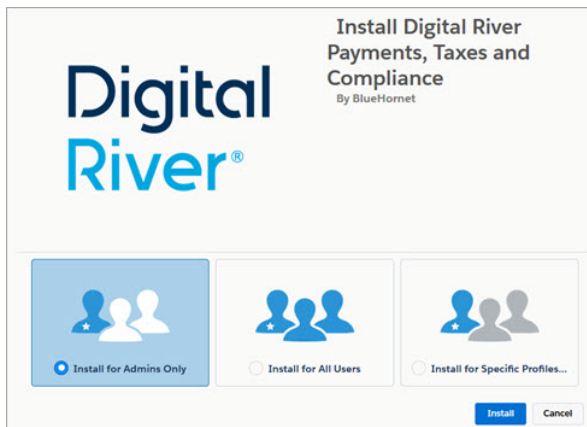 Install Digital River
Payments, Taxes and
Compliance
By BlueHornet
Digital
River®
Install for Admins Only
Install for All Users
Install for Specific Profiles...
Install
Cancel